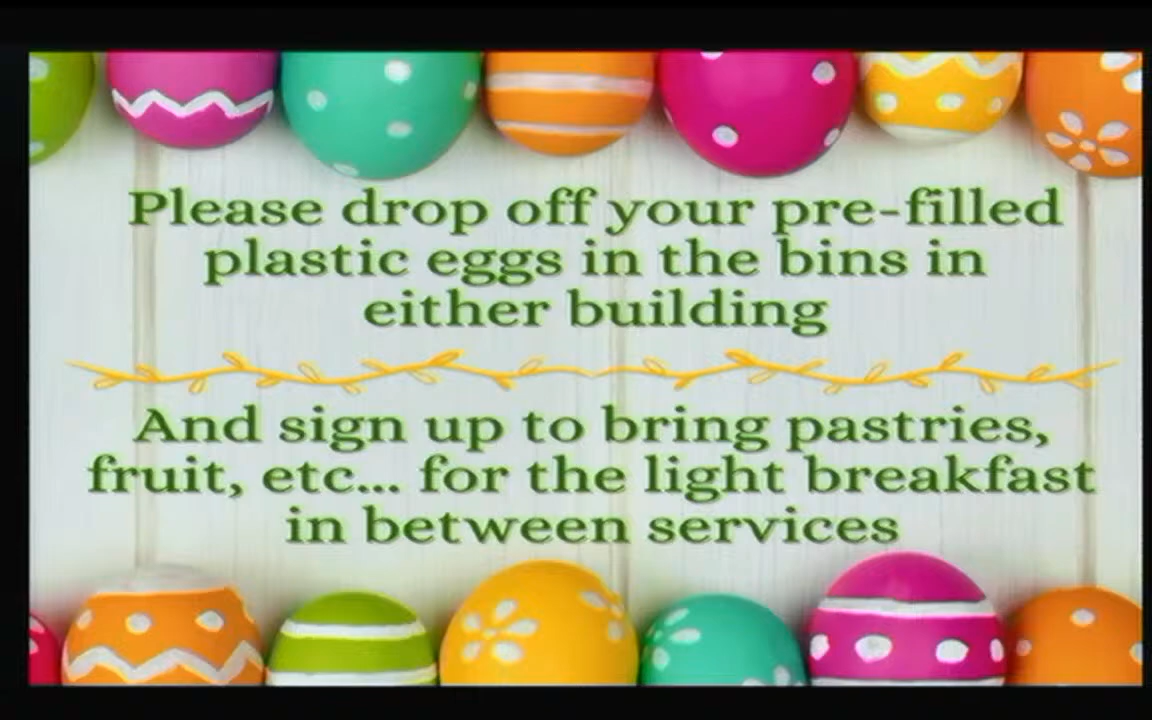 Please drop off your pre-filled
plastic eggs in the bins in
either building
And sign up to bring pastries,
fruit, etc... for the light breakfast
in between services